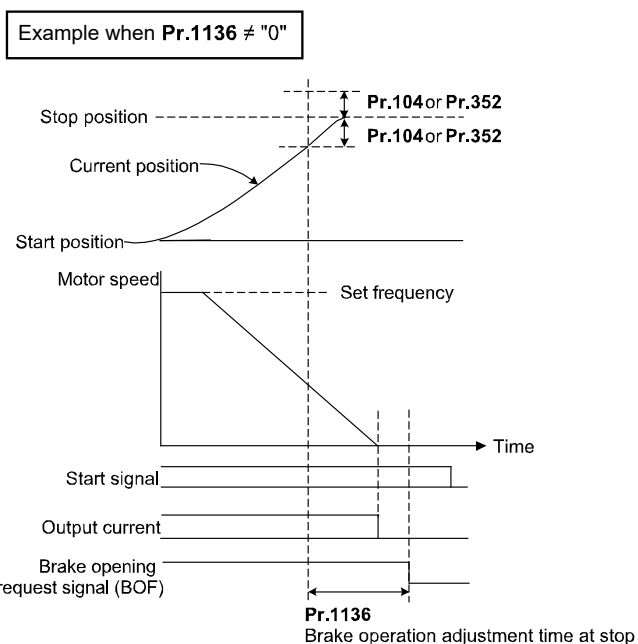 Example when Pr.1136 ≠ "0"
Pr.104 or Pr.352
Stop position
Pr.104 or Pr.352
Current position
Start position
Motor speed
Set frequency
Time
Start signal
Output current
Brake opening
request signal (BOF)
Pr.1136
Brake operation adjustment time at stop